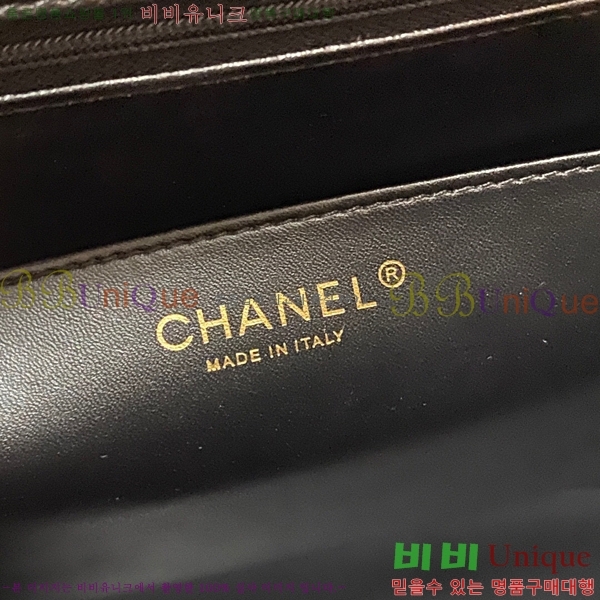 비비유니크
BBUniQue
BBUnique
CHANEL®
MADE IN ITALY
비비 Unique
믿을수 있는 명품구매대행